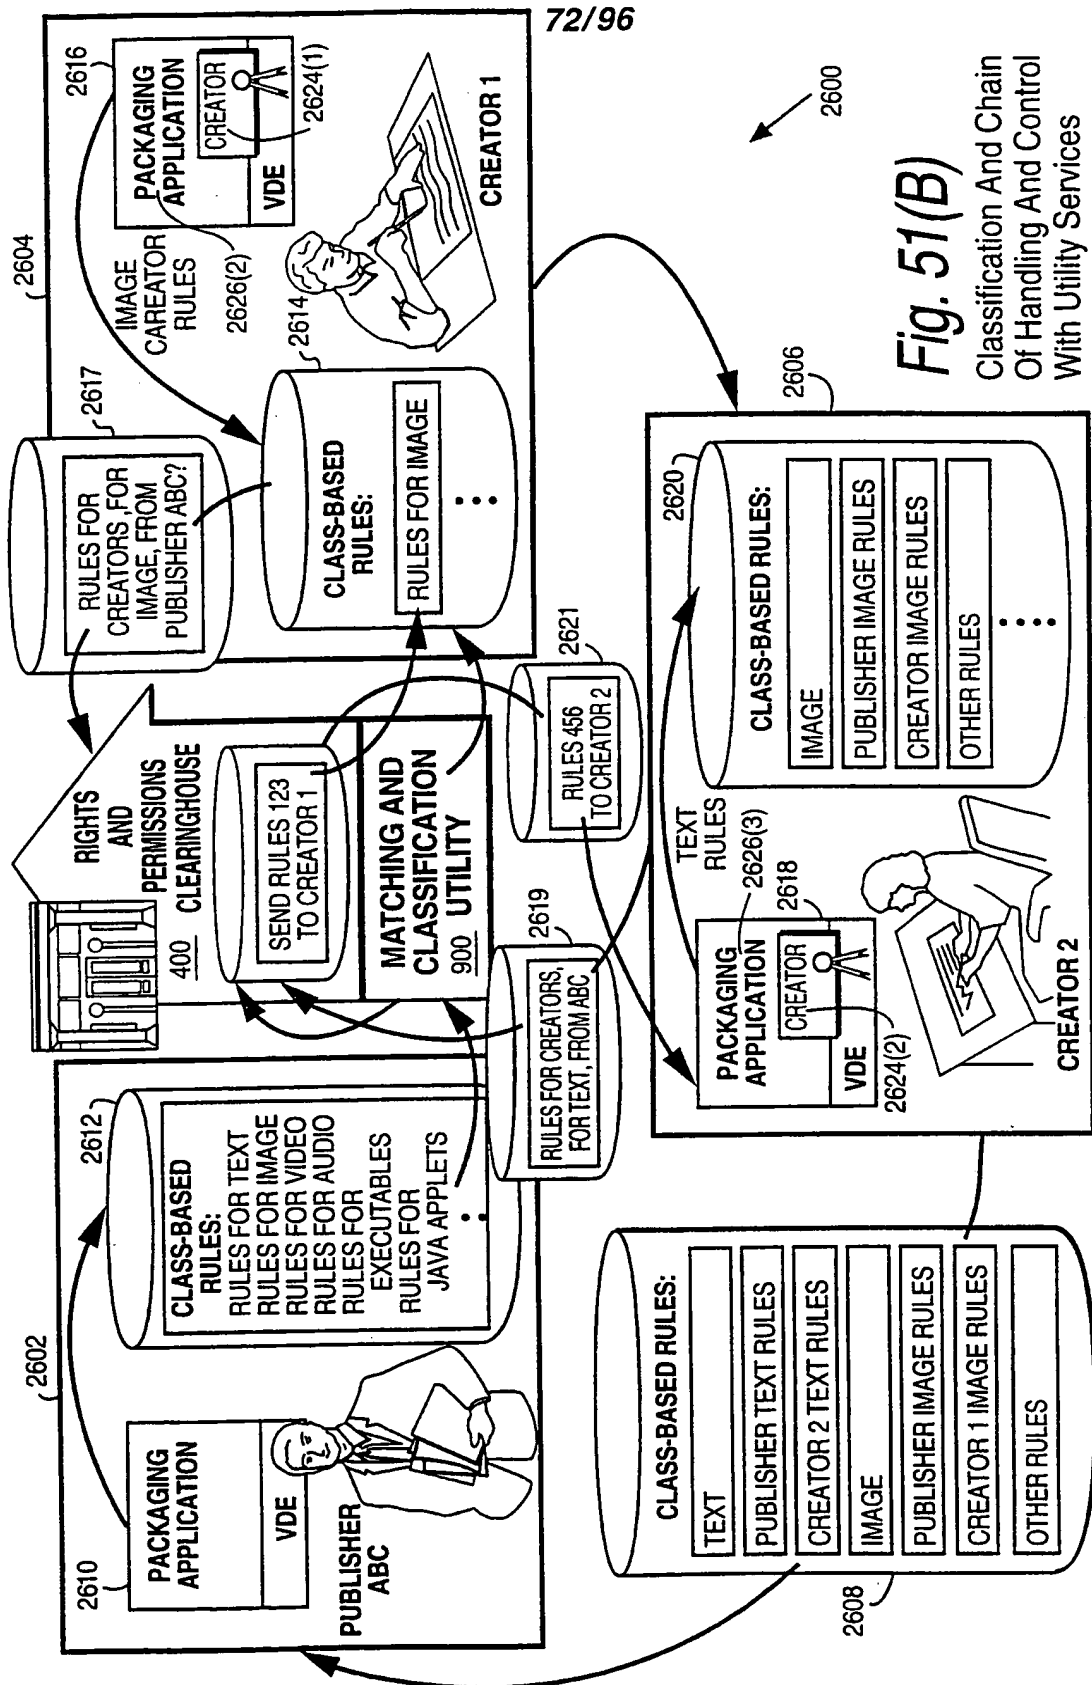 72/96
2602
2610
PACKAGING
APPLICATION
VDE
PUBLISHER
ABC
2612
CLASS-BASED
RULES:
RULES FOR TEXT
RULES FOR IMAGE
RULES FOR VIDEO
RULES FOR AUDIO
RULES FOR
EXECUTABLES
RULES FOR
JAVA APPLETS
RIGHTS
AND
PERMISSIONS
CLEARINGHOUSE
400
SEND RULES 123
TO CREATOR 1
MATCHING AND
CLASSIFICATION
900 UTILITY
2617
RULES FOR
CREATORS ,FOR
IMAGE, FROM
PUBLISHER ABC?
2604
2616
PACKAGING
APPLICATION
CREATOR
VDE
2624(1)
IMAGE
CAREATOR
RULES
2626(2)
2614
CLASS-BASED
RULES:
RULES FOR IMAGE
CREATOR 1
2619
RULES FOR CREATORS,
FOR TEXT, FROM ABC
2621
RULES 456
TO CREATOR 2
2608
CLASS-BASED RULES:
TEXT
PUBLISHER TEXT RULES
CREATOR 2 TEXT RULES
IMAGE
PUBLISHER IMAGE RULES
CREATOR 1 IMAGE RULES
OTHER RULES
2606
PACKAGING
APPLICATION
CREATOR
VDE
2624(2)
2618
2626(3)
TEXT
RULES
CREATOR 2
2620
CLASS-BASED RULES:
IMAGE
PUBLISHER IMAGE RULES
CREATOR IMAGE RULES
OTHER RULES
2600
Fig. 51(B)
Classification And Chain
Of Handling And Control
With Utility Services